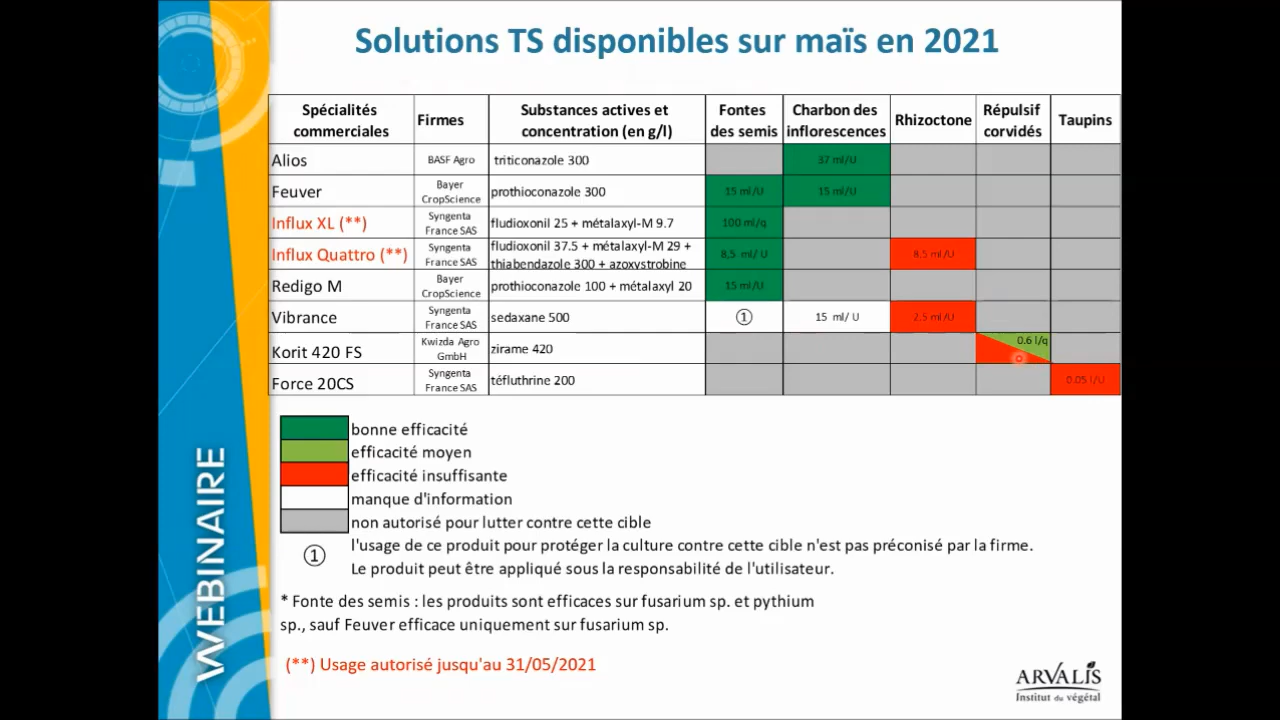 Solutions TS disponibles sur maïs en 2021
Spécialités commerciales Firmes Substances actives et concentration (en g/l) Fontes des semis Charbon des inflorescences Rhizoctone Répulsif corvidés Taupins
Alios BASF Agro triticonazole 300 37 ml/U
Feuver Bayer CropScience prothioconazole 300 15 ml/U 15 ml/U
Influx XL (**) Syngenta France SAS fludioxonil 25 + métalaxyl-M 9.7 100 ml/q
Influx Quattro (**) Syngenta France SAS fludioxonil 37.5 + métalaxyl-M 29 + thiabendazole 300 + azoxystrobine 8,5 ml/ U 8.5 ml/U
Redigo M Bayer CropScience prothioconazole 100 + métalaxyl 20 15 ml/U
Vibrance Syngenta France SAS sedaxane 500 ① 15 ml/ U 2.5 ml/U
Korit 420 FS Kwizda Agro GmbH zirame 420 0.6 l/q
Force 20CS Syngenta France SAS téfluthrine 200 0.05 l/U
bonne efficacité
efficacité moyen
efficacité insuffisante
manque d'information
non autorisé pour lutter contre cette cible
① l'usage de ce produit pour protéger la culture contre cette cible n'est pas préconisé par la firme.
Le produit peut être appliqué sous la responsabilité de l'utilisateur.
* Fonte des semis : les produits sont efficaces sur fusarium sp. et pythium
sp., sauf Feuver efficace uniquement sur fusarium sp.
(**) Usage autorisé jusqu'au 31/05/2021
WEBINAIRE
ARVALIS
Institut du végétal